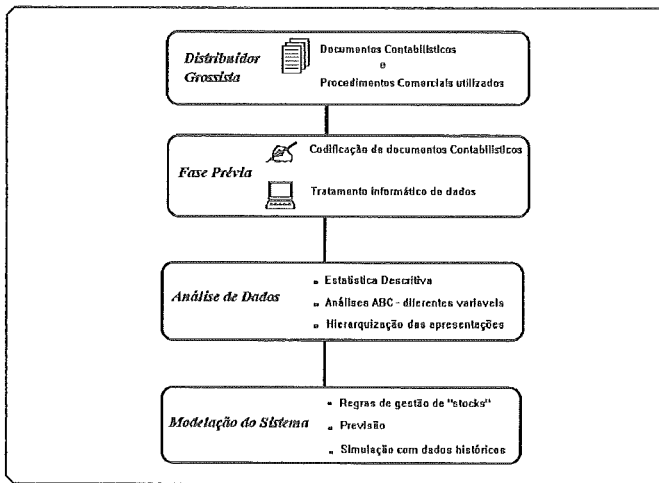 Distribuidor
Grossista
Documentos Contabilísticos
e
Procedimentos Comerciais utilizados
Fase Prévia
Codificação de documentos Contabilísticos
Tratamento informático de dados
Análise de Dados
- Estatística Descritiva
- Análises ABC - diferentes variaveis
- Hierarquização das apresentações
Modelação do Sistema
- Regras de gestão de "stocks"
- Previsão
- Simulação com dados históricos